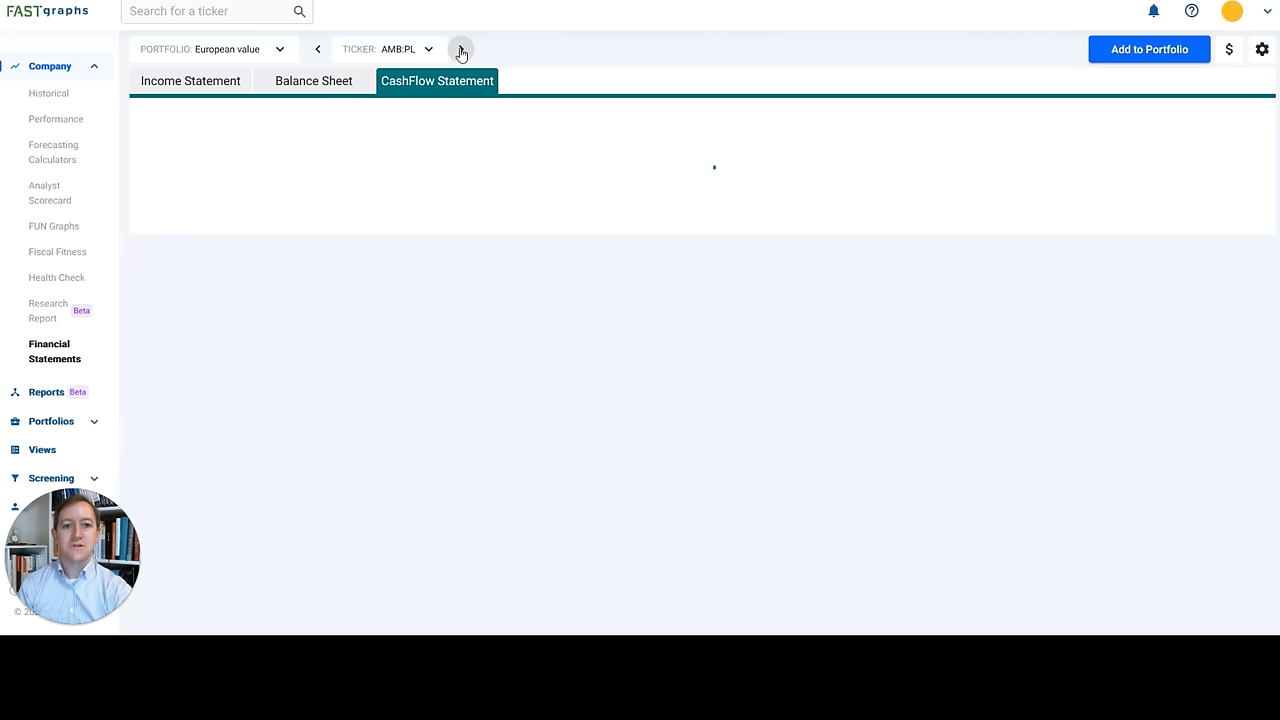 FAST graphs
Search for a ticker
PORTFOLIO: European value
TICKER: AMB:PL
Add to Portfolio
$
Income Statement
Balance Sheet
CashFlow Statement
Company
Historical
Performance
Forecasting
Calculators
Analyst
Scorecard
FUN Graphs
Fiscal Fitness
Health Check
Research
Report
Beta
Financial
Statements
Reports Beta
Portfolios
Views
Screening